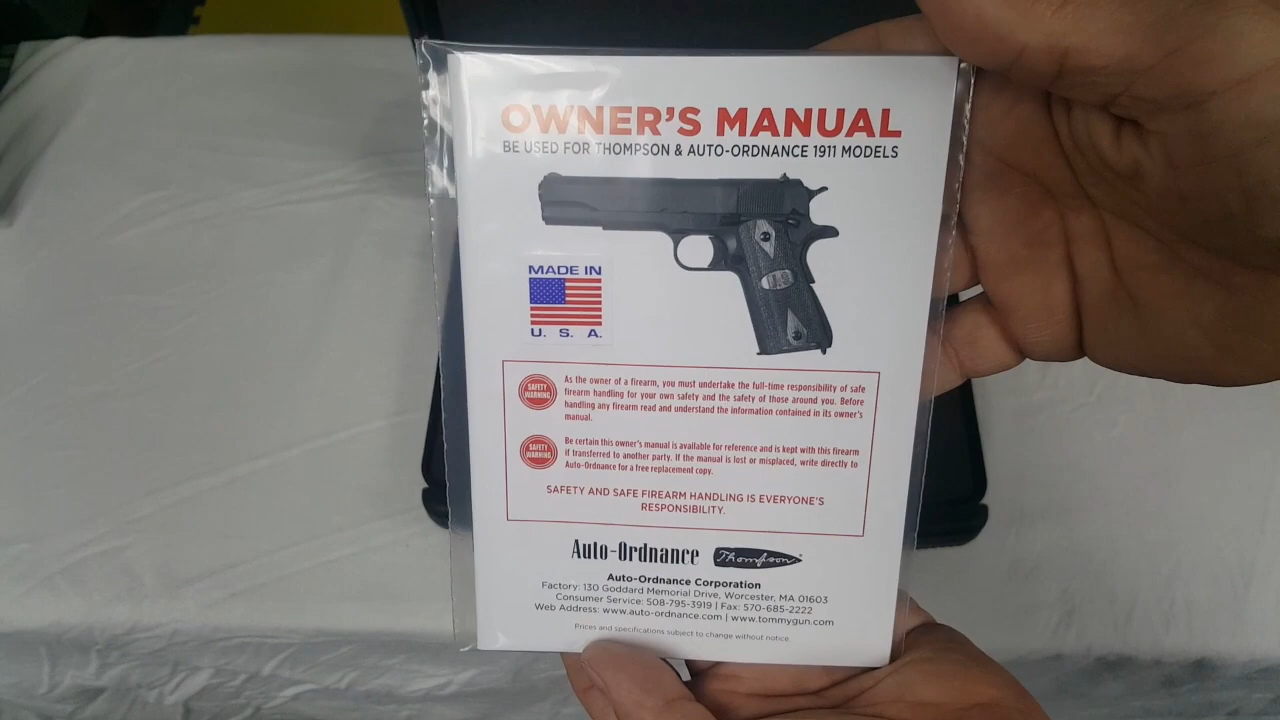 OWNER'S MANUAL
BE USED FOR THOMPSON & AUTO-ORDNANCE 1911 MODELS
MADE IN
U. S. A.
SAFETY
WARNING
As the owner of a firearm, you must undertake the full-time responsibility of safe
firearm handling for your own safety and the safety of those around you. Before
handling any firearm read and understand the information contained in its owner's
manual.
SAFETY
WARNING
Be certain this owner's manual is available for reference and is kept with this firearm
if transferred to another party. If the manual is lost or misplaced, write directly to
Auto-Ordnance for a free replacement copy.
SAFETY AND SAFE FIREARM HANDLING IS EVERYONE'S
RESPONSIBILITY.
Auto-Ordnance Thompson®
Auto-Ordnance Corporation
Factory: 130 Goddard Memorial Drive, Worcester, MA 01603
Consumer Service: 508-795-3919 | Fax: 570-685-2222
Web Address: www.auto-ordnance.com | www.tommygun.com
Prices and specifications subject to change without notice.